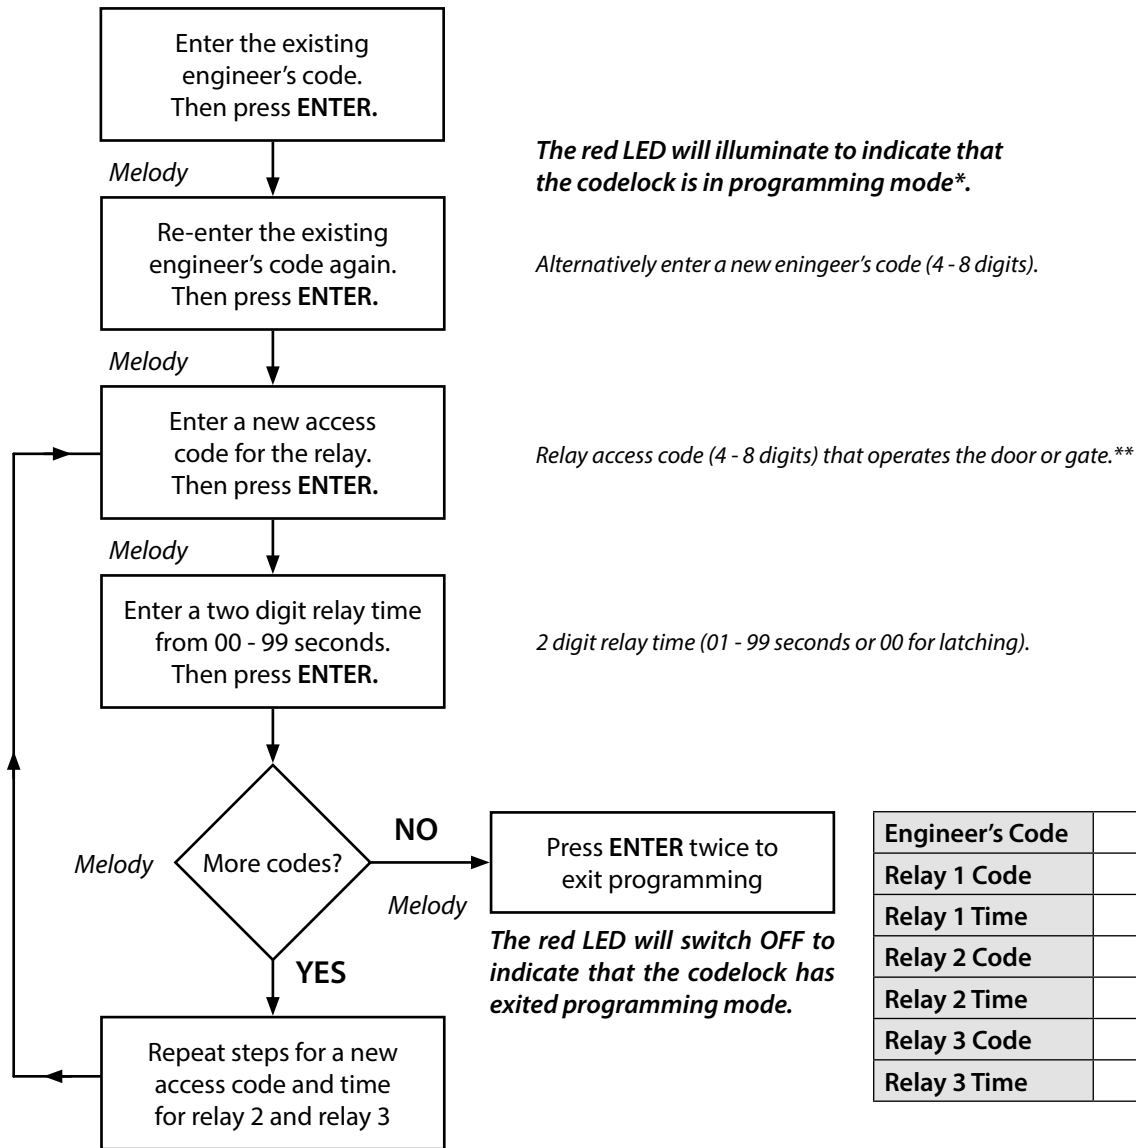 Enter the existing
engineer’s code.
Then press ENTER.
Melody
The red LED will illuminate to indicate that
the codelock is in programming mode*.
Re-enter the existing
engineer’s code again.
Then press ENTER.
Alternatively enter a new eningeer’s code (4 - 8 digits).
Melody
Enter a new access
code for the relay.
Then press ENTER.
Relay access code (4 - 8 digits) that operates the door or gate.**
Melody
Enter a two digit relay time
from 00 - 99 seconds.
Then press ENTER.
2 digit relay time (01 - 99 seconds or 00 for latching).
Melody
More codes?
NO
Melody
Press ENTER twice to
exit programming
The red LED will switch OFF to
indicate that the codelock has
exited programming mode.
YES
Repeat steps for a new
access code and time
for relay 2 and relay 3
Engineer’s Code
Relay 1 Code
Relay 1 Time
Relay 2 Code
Relay 2 Time
Relay 3 Code
Relay 3 Time